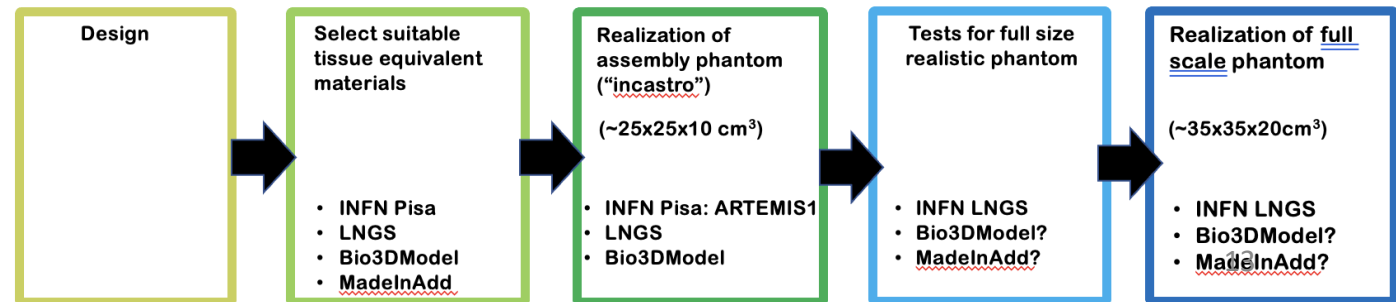 Design
Select suitable
tissue equivalent
materials
• INFN Pisa
• LNGS
• Bio3DModel
• MadeInAdd
Realization of
assembly phantom
(“incastro”)
(~25x25x10 cm³)
• INFN Pisa: ARTEMIS1
• LNGS
• Bio3DModel
Tests for full size
realistic phantom
• INFN LNGS
• Bio3DModel?
• MadeInAdd?
Realization of full
scale phantom
(~35x35x20cm³)
• INFN LNGS
• Bio3DModel?
• MadeInAdd?
13